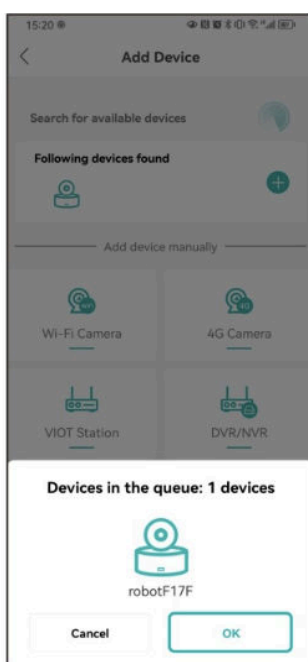 15:20
Add Device
Search for available devices
Following devices found
Add device manually
Wi-Fi Camera
4G Camera
VIOT Station
DVR/NVR
Devices in the queue: 1 devices
robotF17F
Cancel
OK